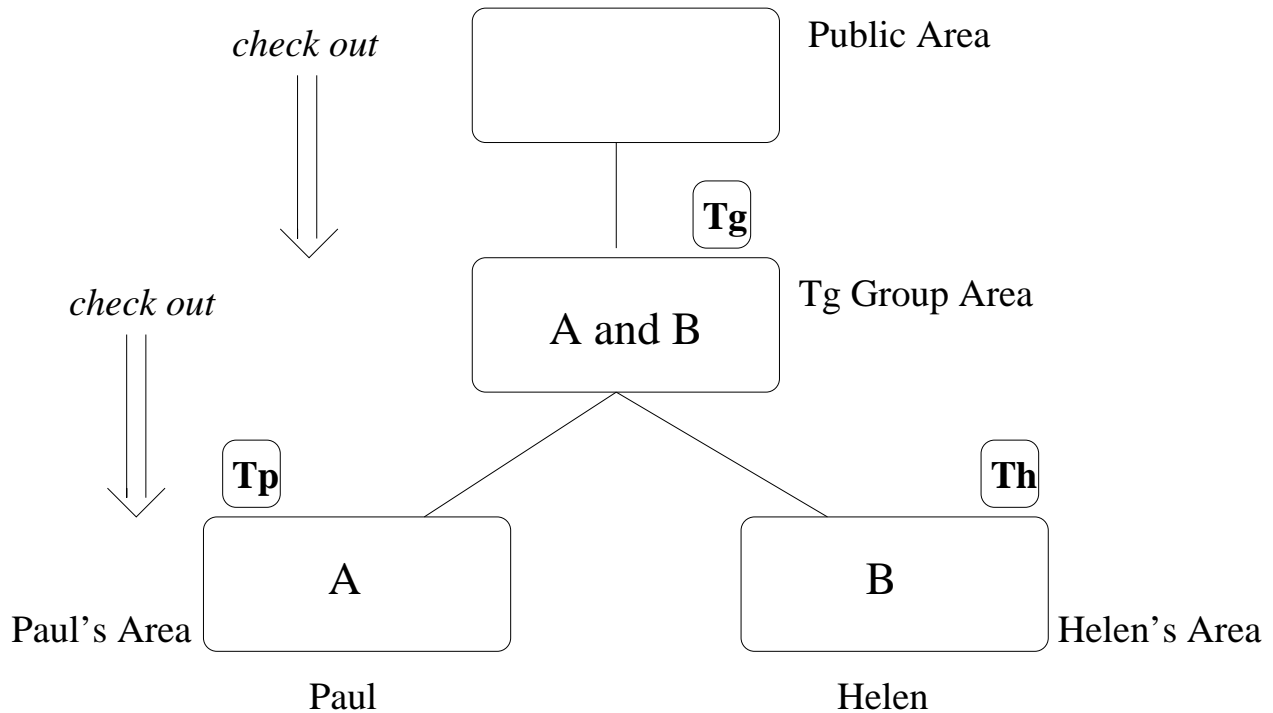 Public Area
check out
Tg
Tg Group Area
check out
A and B
Tp
Th
A
B
Paul's Area
Helen's Area
Paul
Helen